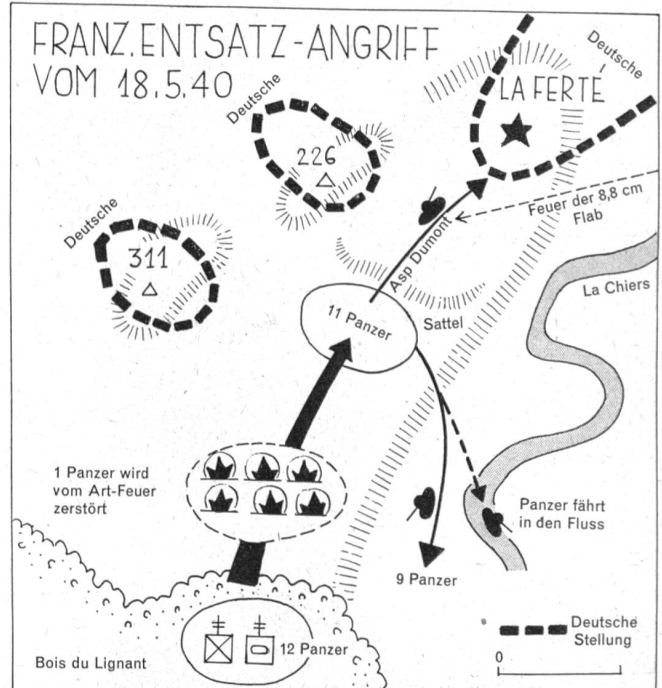 FRANZ. ENTSATZ-ANGRIFF
VOM 18.5.40
Deutsche
LA FERTÉ
Deutsche
226
Feuer der 8,8 cm
Flab
Deutsche
311
Asp Dumont
La Chiers
11 Panzer
Sattel
1 Panzer wird
vom Art-Feuer
zerstört
Panzer fährt
in den Fluss
9 Panzer
12 Panzer
Deutsche
Stellung
Bois du Lignant
0